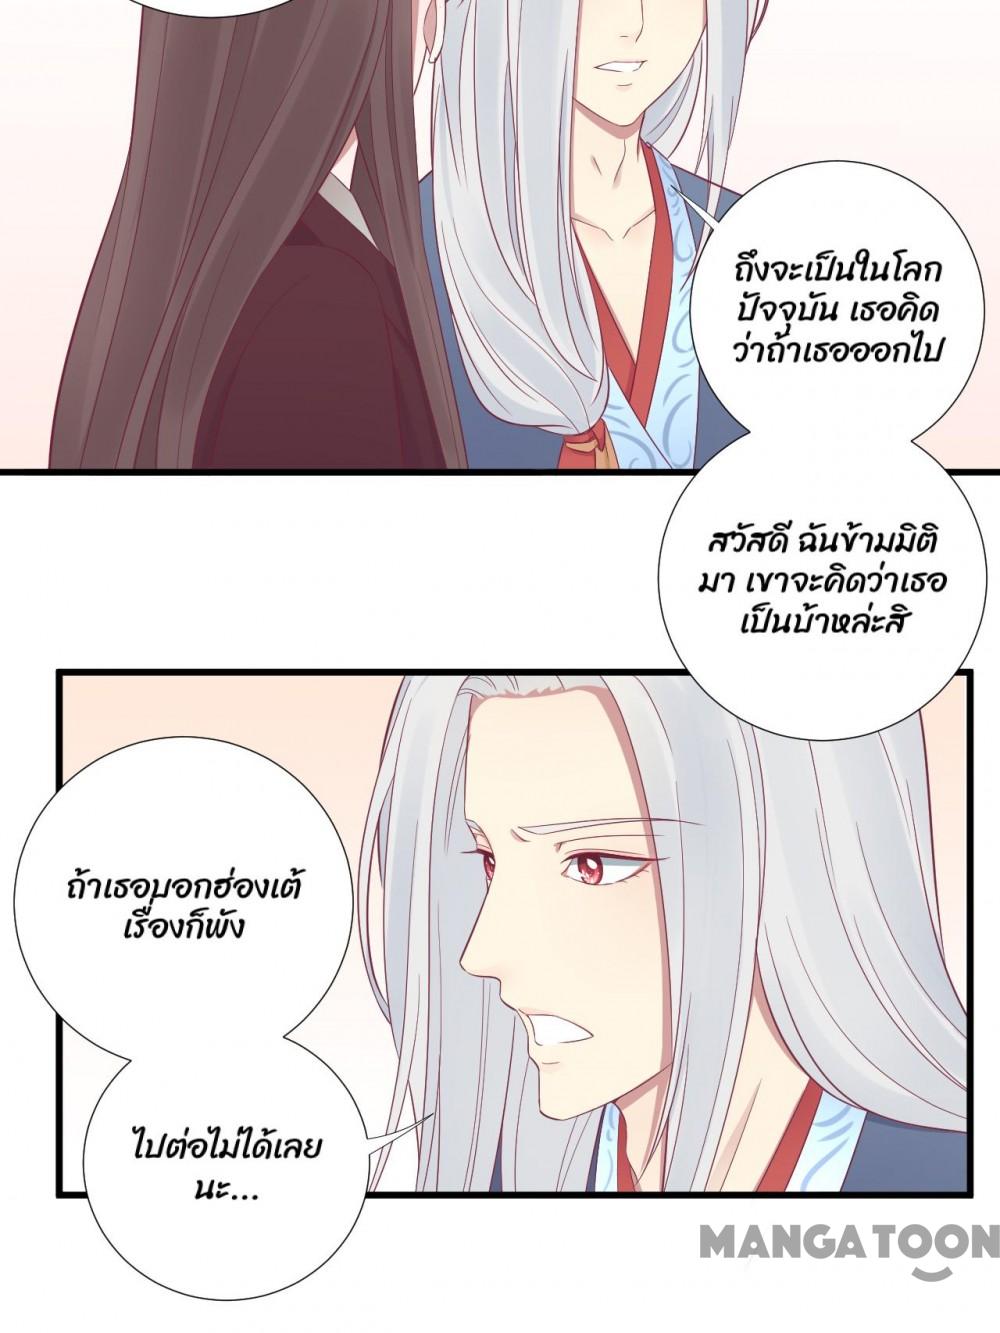 ถึงจะเป็นในโลก
ปัจจุบัน เธอคิด
ว่าถ้าเธอออกไป
สวัสดี ฉันข้ามมิติ
มา เขาจะคิดว่าเธอ
เป็นบ้าหล่ะสิ
ถ้าเธอบอกฮ่องเต้
เรื่องก็พัง
ไปต่อไม่ได้เลย
นะ...
MANGATOON